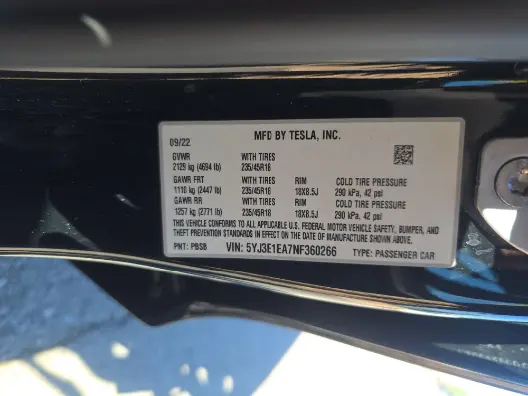 MFD BY TESLA, INC.
09/22
GVWR WITH TIRES
2129 kg (4694 lb) 235/45R18
GAWR FRT WITH TIRES RIM COLD TIRE PRESSURE
1110 kg (2447 lb) 235/45R18 18X8.5J 290 kPa, 42 psi
GAWR RR WITH TIRES RIM COLD TIRE PRESSURE
1257 kg (2771 lb) 235/45R18 18X8.5J 290 kPa, 42 psi
THIS VEHICLE CONFORMS TO ALL APPLICABLE U.S. FEDERAL MOTOR VEHICLE SAFETY, BUMPER, AND
THEFT PREVENTION STANDARDS IN EFFECT ON THE DATE OF MANUFACTURE SHOWN ABOVE.
PNT: PBSB VIN: 5YJ3E1EA7NF360266 TYPE: PASSENGER CAR